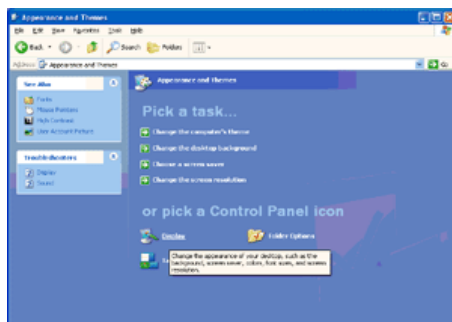 Appearance and Themes
File Edit View Favorites Tools Help
Back Search Folders
Address Appearance and Themes Go
See Also
Fonts
Mouse Pointers
High Contrast
User Account Picture
Troubleshooters
Display
Sound
Appearance and Themes
Pick a task...
Change the computer's theme
Change the desktop background
Choose a screen saver
Change the screen resolution
or pick a Control Panel icon
Display Folder Options
Change the appearance of your desktop, such as the
background, screen saver, colors, font sizes, and screen
resolution.